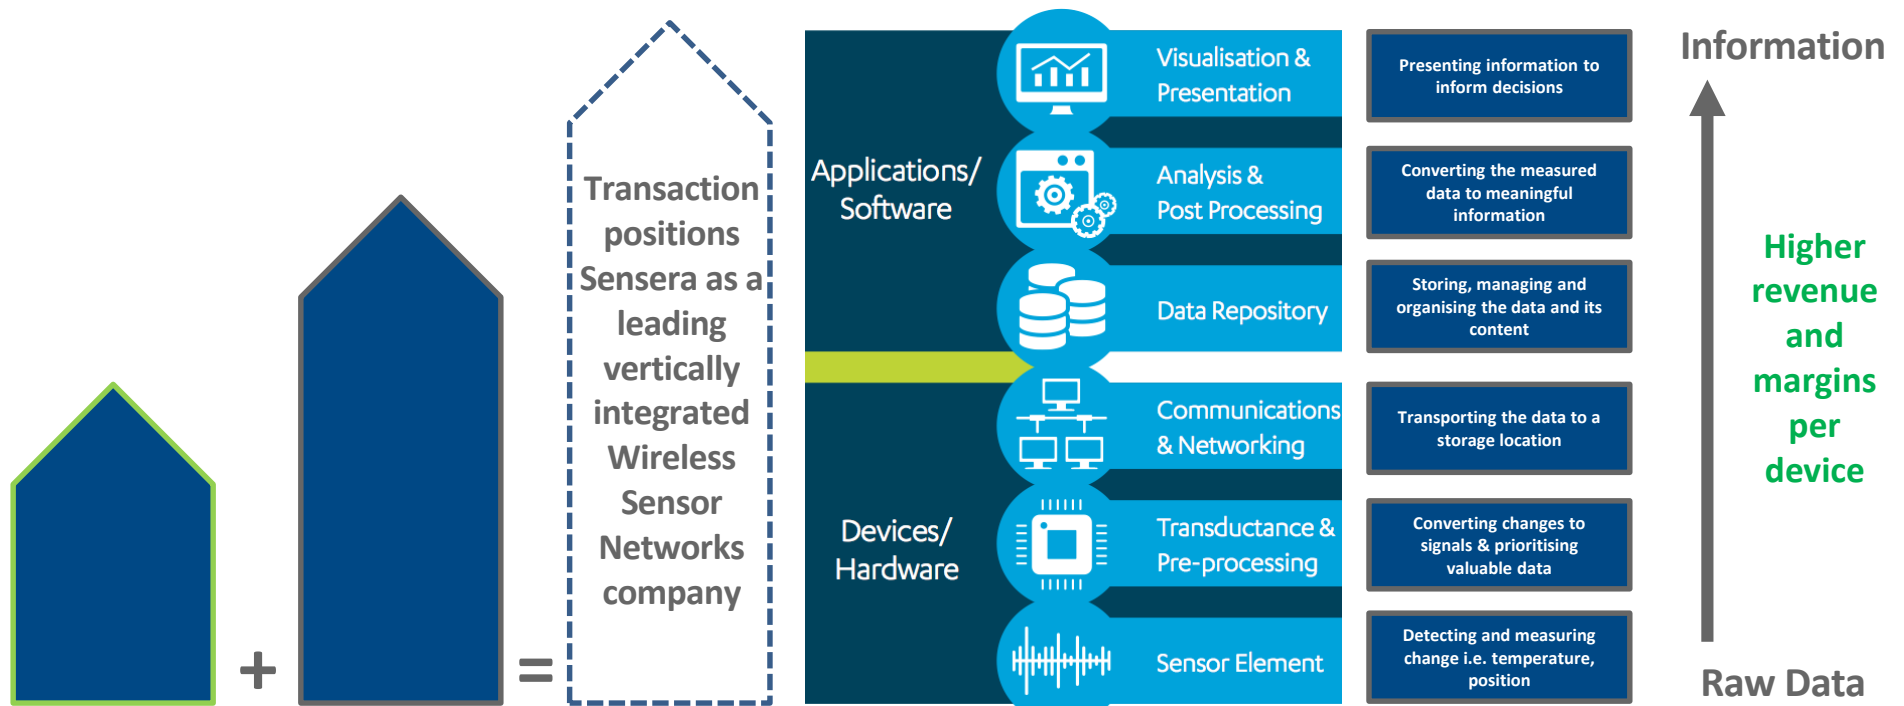 +
=
Transaction
positions
Sensera as a
leading
vertically
integrated
Wireless
Sensor
Networks
company
Applications/
Software
Devices/
Hardware
Visualisation &
Presentation
Analysis &
Post Processing
Data Repository
Communications
& Networking
Transductance &
Pre-processing
Sensor Element
Presenting information to
inform decisions
Converting the measured
data to meaningful
information
Storing, managing and
organising the data and its
content
Transporting the data to a
storage location
Converting changes to
signals & prioritising
valuable data
Detecting and measuring
change i.e. temperature,
position
Information
Higher
revenue
and
margins
per
device
Raw Data